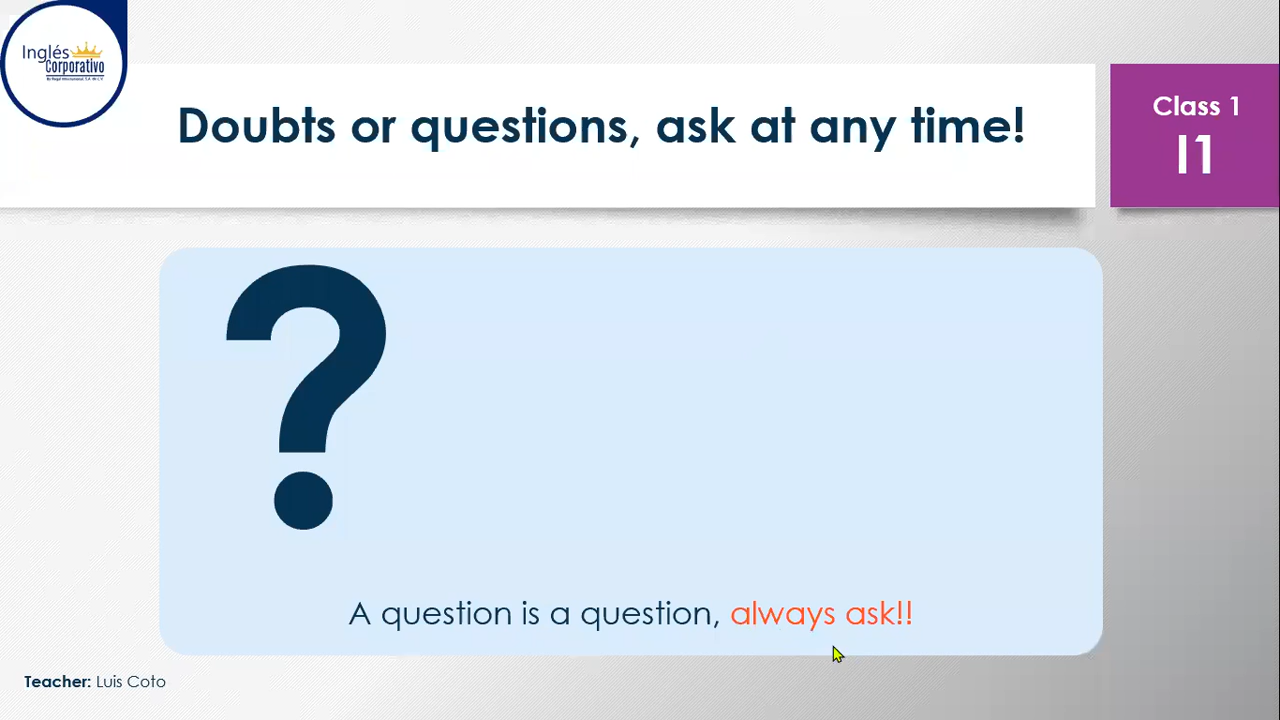 Inglés
Corporativo
Doubts or questions, ask at any time!
Class 1
I1
?
A question is a question, always ask!!
Teacher: Luis Coto